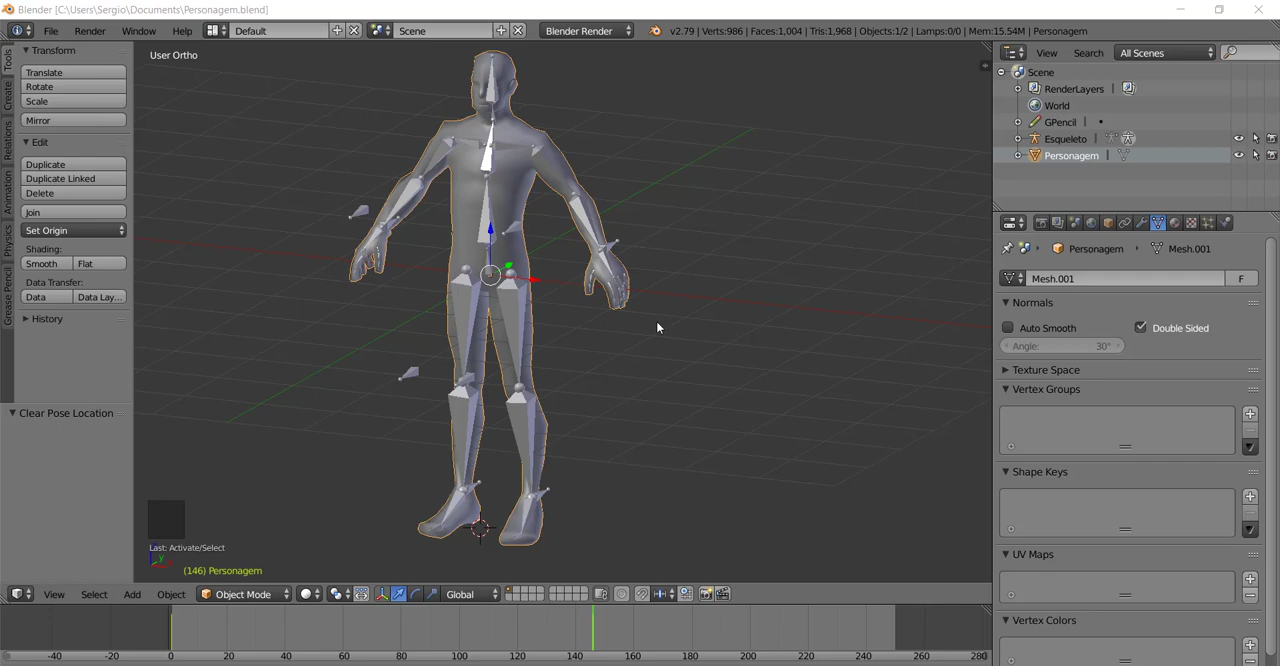 Blender [C:\Users\Sergio\Documents\Personagem.blend]
File Render Window Help Default Scene Blender Render v2.79 | Verts:986 | Faces:1,004 | Tris:1,968 | Objects:1/2 | Lamps:0/0 | Mem:15.54M | Personagem
Tools
Create
Relations
Animation
Physics
Grease Pencil
Transform
Translate
Rotate
Scale
Mirror
Edit
Duplicate
Duplicate Linked
Delete
Join
Set Origin
Shading:
Smooth Flat
Data Transfer:
Data Data Lay...
History
Clear Pose Location
User Ortho
Last: Activate/Select
y
(146) Personagem
View Select Add Object Object Mode Global
-40 -20 0 20 40 60 80 100 120 140 160 180 200 220 240 260 280
View Search All Scenes
Scene
RenderLayers |
World
GPencil |
Esqueleto |
Personagem |
Personagem Mesh.001
Mesh.001 F
Normals
Auto Smooth Double Sided
Angle: 30°
Texture Space
Vertex Groups
Shape Keys
UV Maps
Vertex Colors